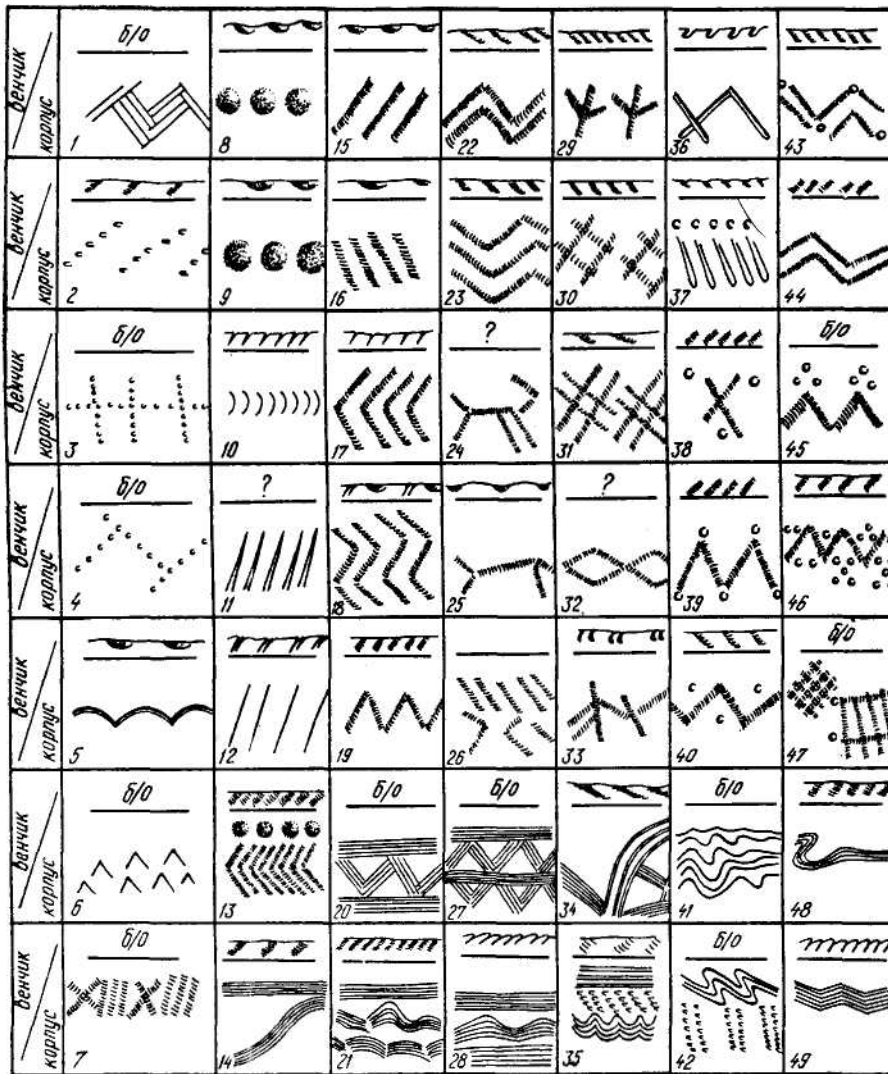 Венчик
корпус
б/о
1
8
15
22
29
36
43
Венчик
корпус
2
9
16
23
30
37
44
Венчик
корпус
б/о
?
б/о
3
10
17
24
31
38
45
Венчик
корпус
б/о
?
?
4
11
18
25
32
39
46
Венчик
корпус
б/о
5
12
19
26
33
40
47
Венчик
корпус
б/о
б/о
б/о
б/о
6
13
20
27
34
41
48
Венчик
корпус
б/о
б/о
7
14
21
28
35
42
49